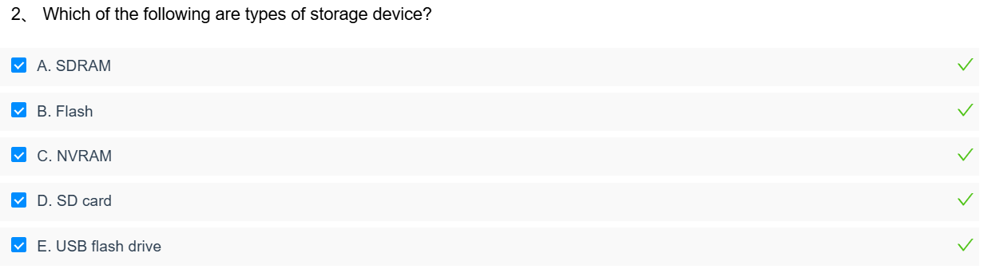 2、 Which of the following are types of storage device?
A. SDRAM
B. Flash
C. NVRAM
D. SD card
E. USB flash drive